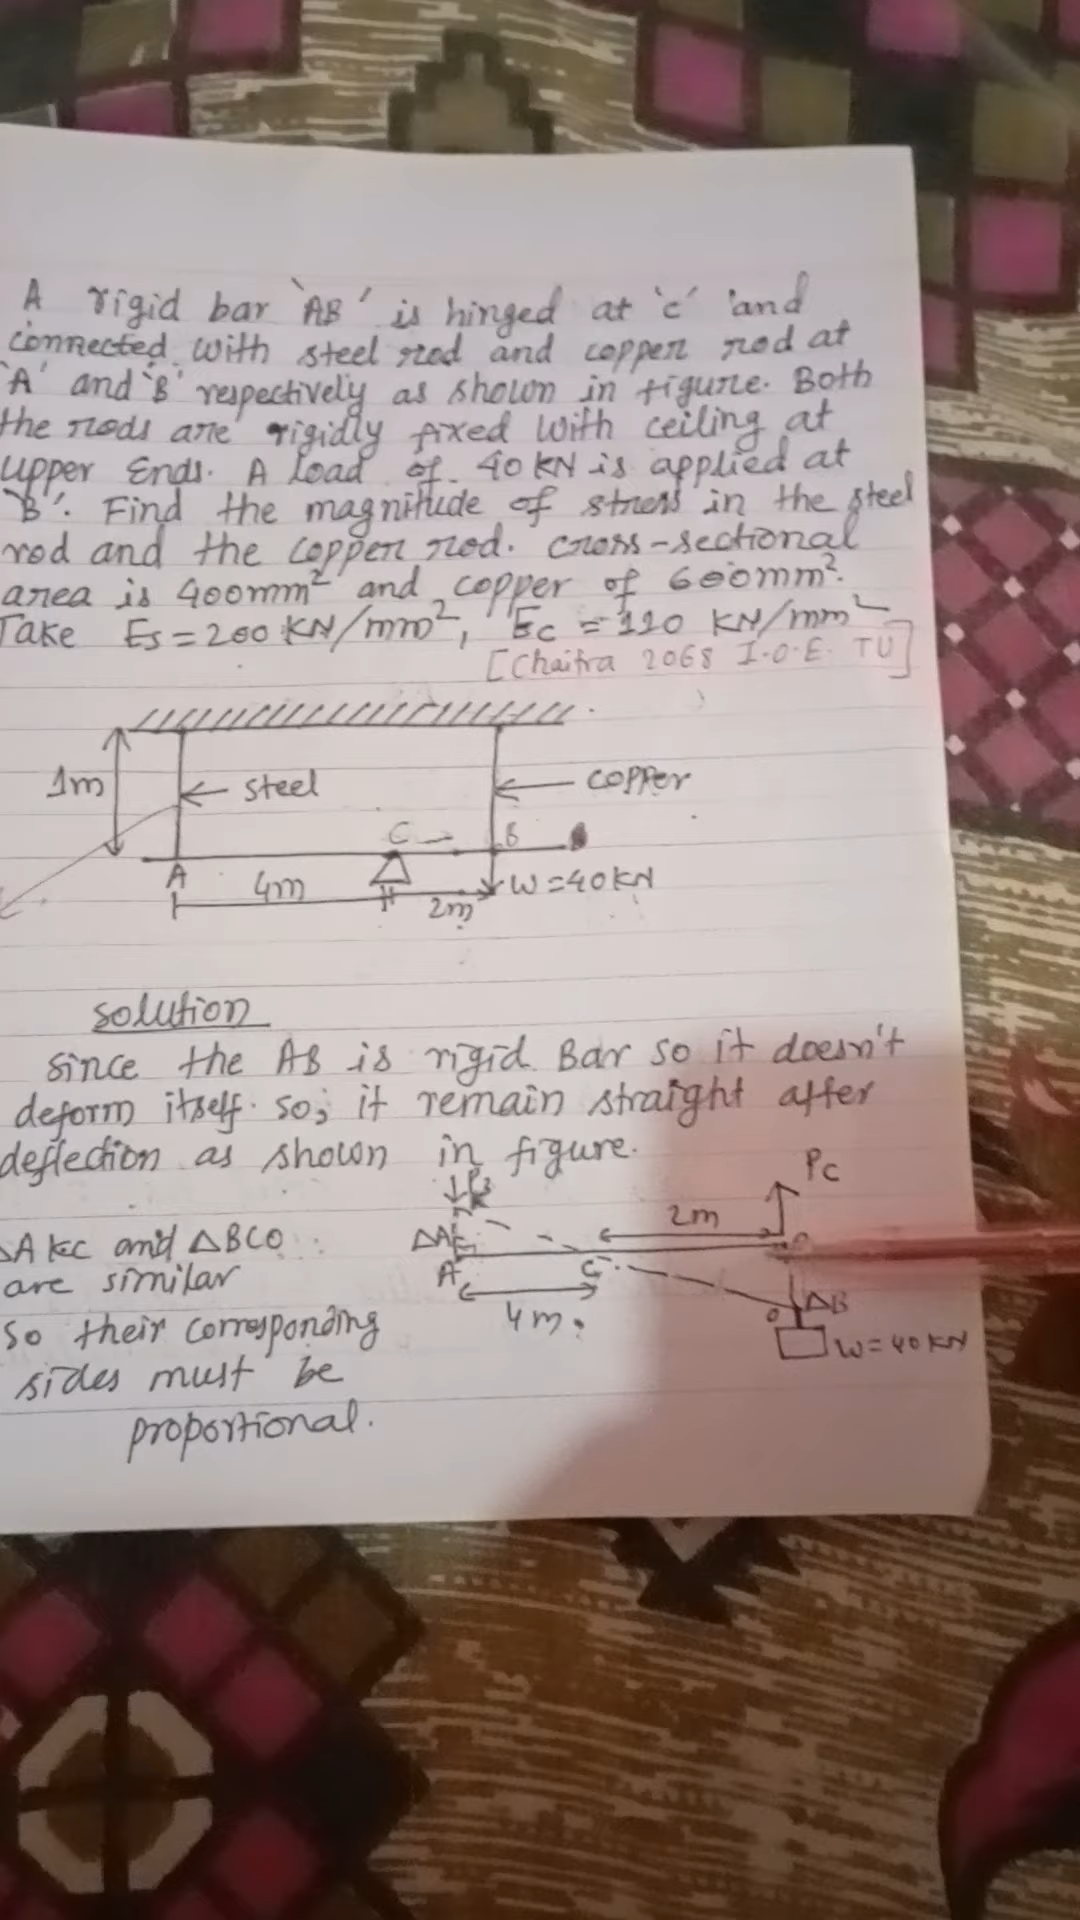 A rigid bar `AB' is hinged at `c' and
connected with steel rod and copper rod at
`A' and `B' respectively as shown in figure. Both
the rods are rigidly fixed with ceiling at
upper Ends. A Load of 40 KN is applied at
`B'. Find the magnitude of stress in the steel
rod and the copper rod. cross-sectional
area is 400mm² and copper of 600mm².
Take Es = 200 KN/mm², Ec = 110 KN/mm²
[Chaitra 2068 I.O.E. TU]
1m
steel
copper
C
B
A
4m
2m
W=40KN
solution
since the AB is rigid Bar so it doesn't
deform itself. so; it remain straight after
deflection as shown in figure.
Pc
2m
ΔAKC and ΔBCO
are similar
ΔA
A
C
4m.
ΔB
W=40KN
so their corresponding
sides must be
proportional.